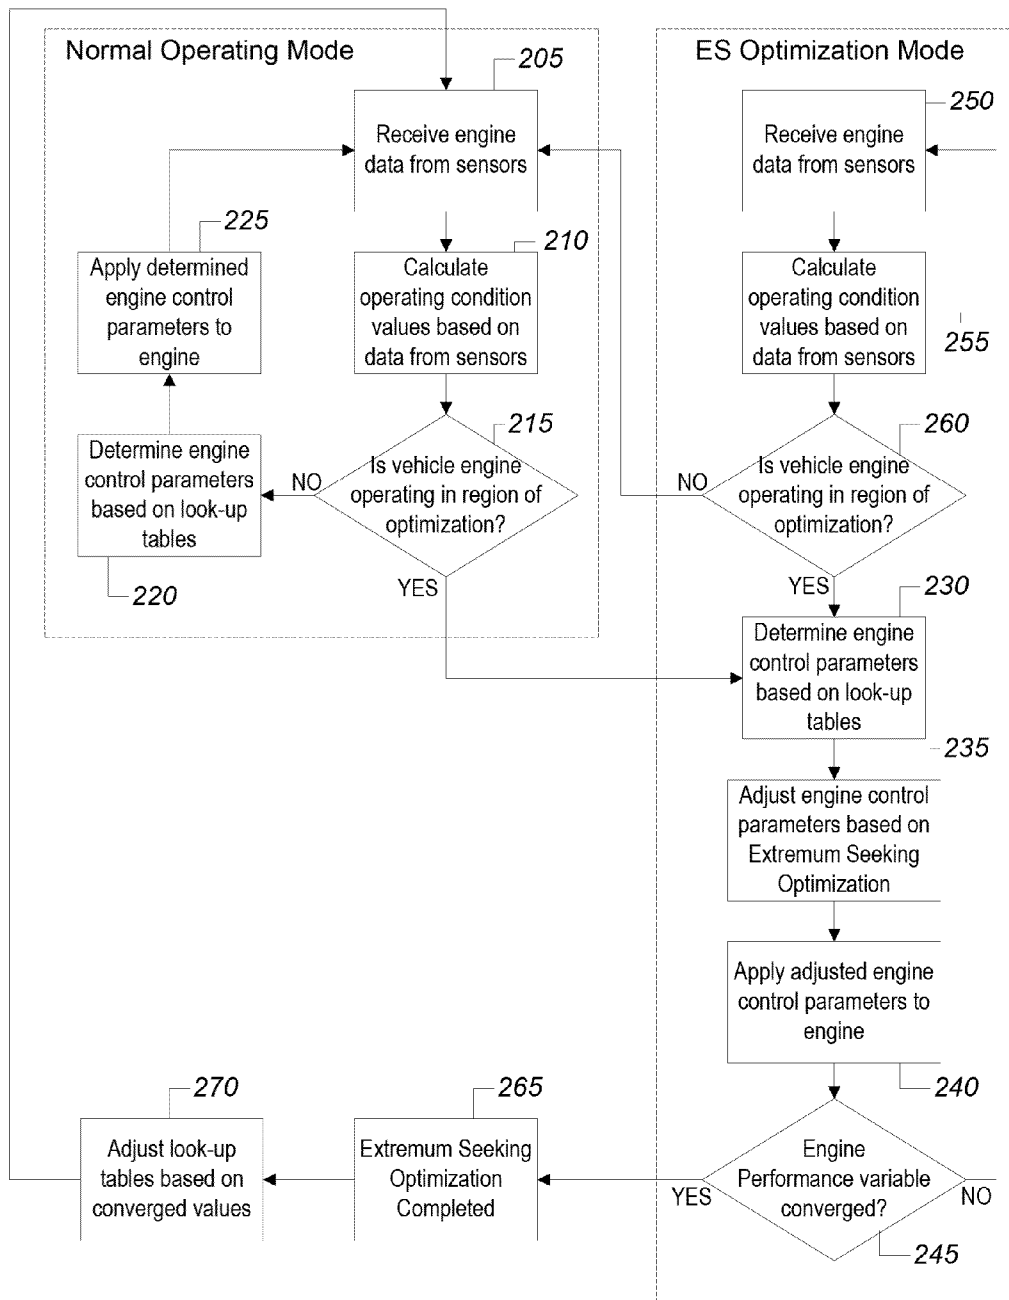 Normal Operating Mode
205
Receive engine
data from sensors
225
Apply determined
engine control
parameters to
engine
210
Calculate
operating condition
values based on
data from sensors
215
Is vehicle engine
operating in region of
optimization?
NO
YES
Determine engine
control parameters
based on look-up
tables
220
ES Optimization Mode
250
Receive engine
data from sensors
Calculate
operating condition
values based on
data from sensors
255
260
Is vehicle engine
operating in region of
optimization?
NO
YES
230
Determine engine
control parameters
based on look-up
tables
235
Adjust engine control
parameters based on
Extremum Seeking
Optimization
Apply adjusted engine
control parameters to
engine
240
Engine
Performance variable
converged?
YES
NO
245
265
Extremum Seeking
Optimization
Completed
270
Adjust look-up
tables based on
converged values